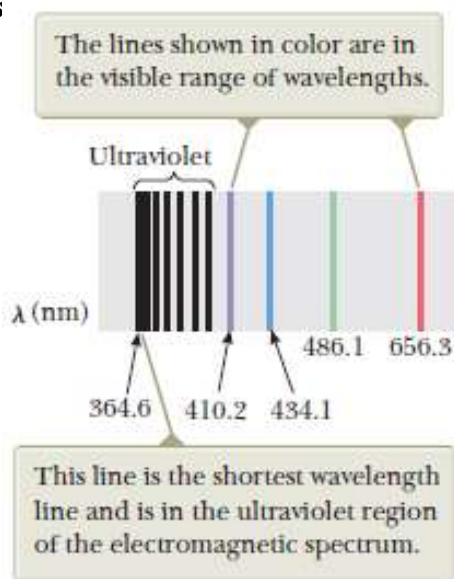 The lines shown in color are in
the visible range of wavelengths.
Ultraviolet
λ (nm)
486.1 656.3
364.6 410.2 434.1
This line is the shortest wavelength
line and is in the ultraviolet region
of the electromagnetic spectrum.